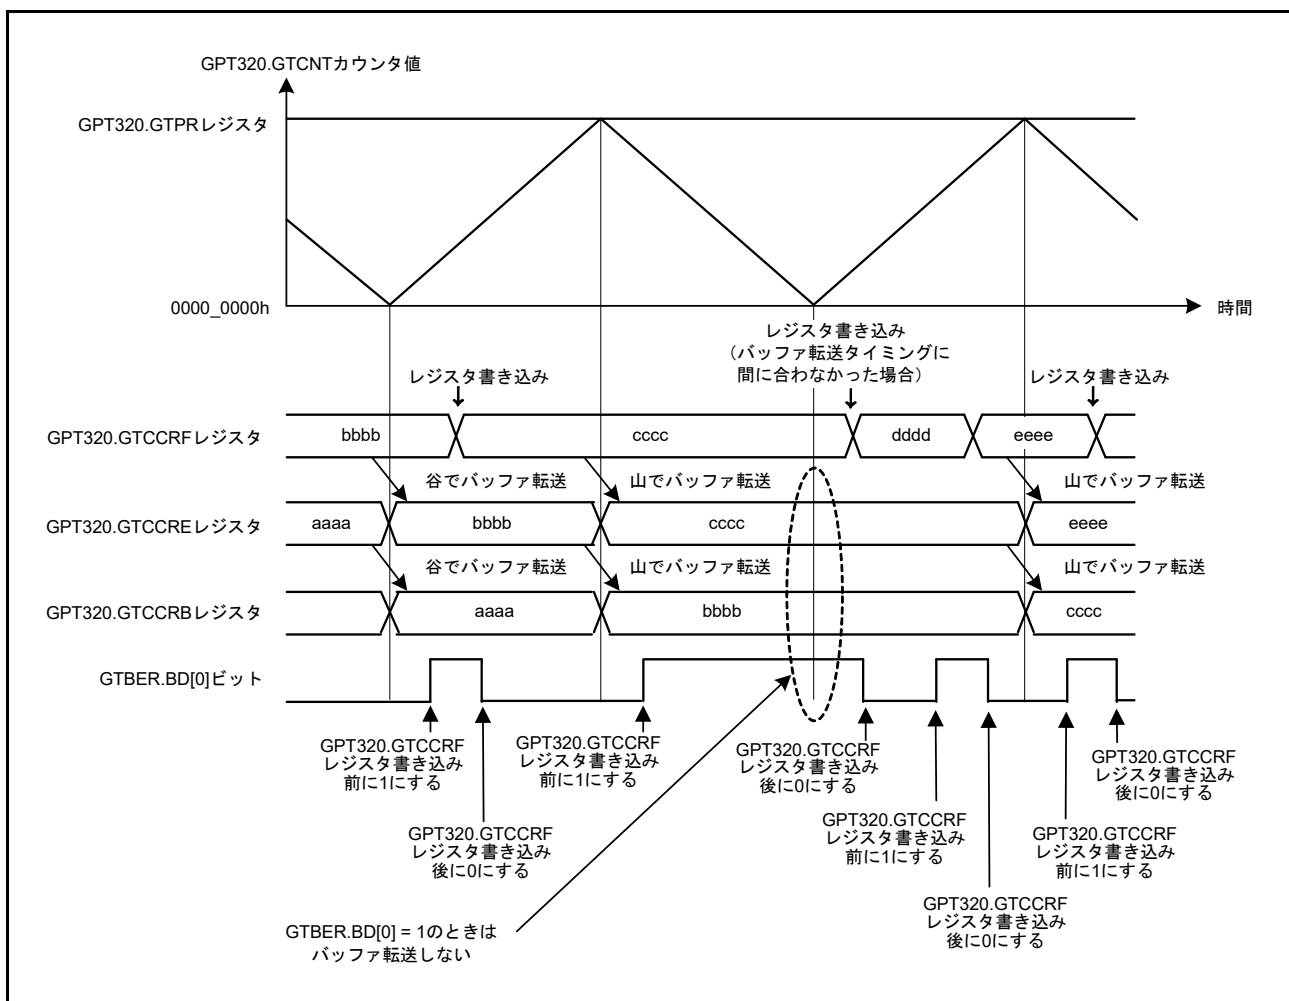 GPT320.GTCNTカウンタ値
GPT320.GTPRレジスタ
0000_0000h
時間
レジスタ書き込み
レジスタ書き込み
(バッファ転送タイミングに
間に合わなかった場合)
レジスタ書き込み
GPT320.GTCCRFレジスタ
bbbb
cccc
dddd
eeee
谷でバッファ転送
山でバッファ転送
山でバッファ転送
GPT320.GTCCREレジスタ
aaaa
bbbb
cccc
eeee
谷でバッファ転送
山でバッファ転送
山でバッファ転送
GPT320.GTCCRBレジスタ
aaaa
bbbb
cccc
GTBER.BD[0]ビット
GPT320.GTCCRF
レジスタ書き込み
前に1にする
GPT320.GTCCRF
レジスタ書き込み
後に0にする
GPT320.GTCCRF
レジスタ書き込み
前に1にする
GPT320.GTCCRF
レジスタ書き込み
後に0にする
GPT320.GTCCRF
レジスタ書き込み
前に1にする
GPT320.GTCCRF
レジスタ書き込み
後に0にする
GPT320.GTCCRF
レジスタ書き込み
前に1にする
GPT320.GTCCRF
レジスタ書き込み
後に0にする
GTBER.BD[0] = 1のときは
バッファ転送しない